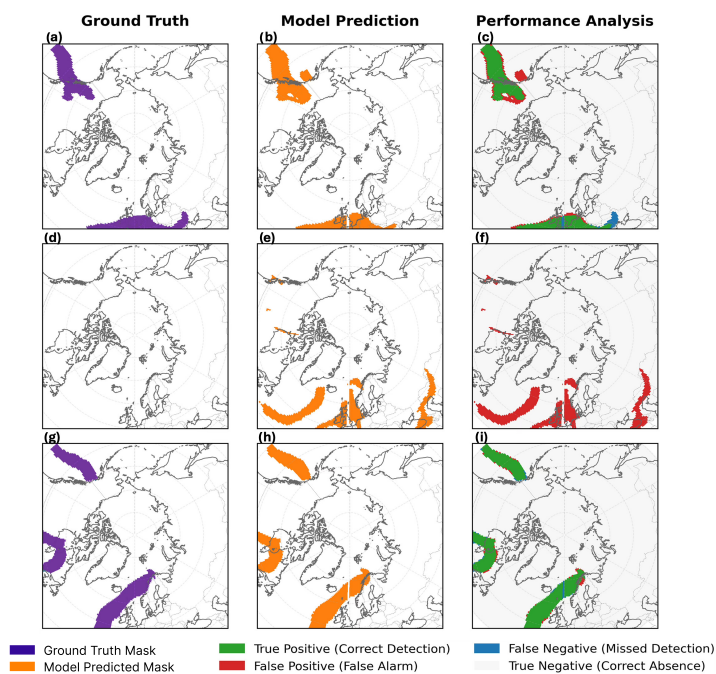 Ground Truth Model Prediction Performance Analysis
(a) (b) (c)
(d) (e) (f)
(g) (h) (i)
Ground Truth Mask True Positive (Correct Detection) False Negative (Missed Detection)
Model Predicted Mask False Positive (False Alarm) True Negative (Correct Absence)